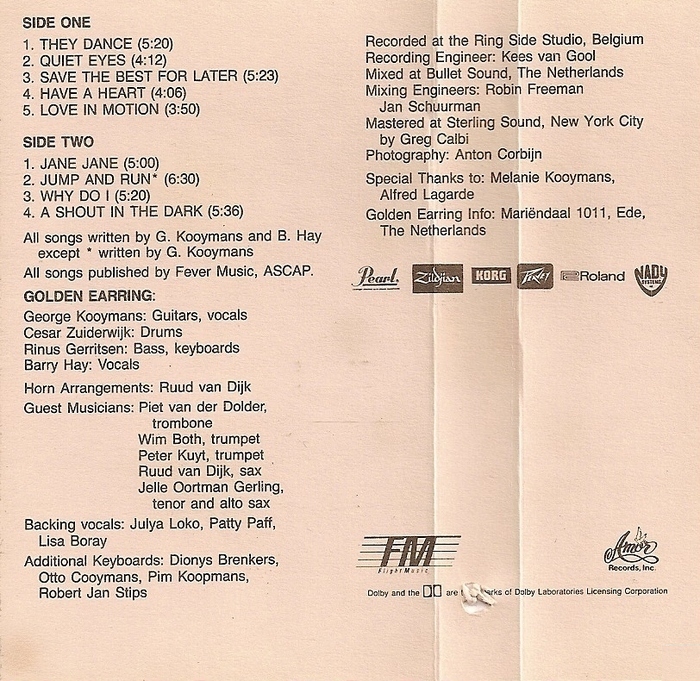 SIDE ONE
1. THEY DANCE (5:20)
2. QUIET EYES (4:12)
3. SAVE THE BEST FOR LATER (5:23)
4. HAVE A HEART (4:06)
5. LOVE IN MOTION (3:50)
SIDE TWO
1. JANE JANE (5:00)
2. JUMP AND RUN* (6:30)
3. WHY DO I (5:20)
4. A SHOUT IN THE DARK (5:36)
All songs written by G. Kooymans and B. Hay
except * written by G. Kooymans
All songs published by Fever Music, ASCAP.
GOLDEN EARRING:
George Kooymans: Guitars, vocals
Cesar Zuiderwijk: Drums
Rinus Gerritsen: Bass, keyboards
Barry Hay: Vocals
Horn Arrangements: Ruud van Dijk
Guest Musicians: Piet van der Dolder,
trombone
Wim Both, trumpet
Peter Kuyt, trumpet
Ruud van Dijk, sax
Jelle Oortman Gerling,
tenor and alto sax
Backing vocals: Julya Loko, Patty Paff,
Lisa Boray
Additional Keyboards: Dionys Brenkers,
Otto Cooymans, Pim Koopmans,
Robert Jan Stips
Recorded at the Ring Side Studio, Belgium
Recording Engineer: Kees van Gool
Mixed at Bullet Sound, The Netherlands
Mixing Engineers: Robin Freeman
Jan Schuurman
Mastered at Sterling Sound, New York City
by Greg Calbi
Photography: Anton Corbijn
Special Thanks to: Melanie Kooymans,
Alfred Lagarde
Golden Earring Info: Mariëndaal 1011, Ede,
The Netherlands
Pearl Zildjian KORG PEAVEY Roland NADY SYSTEMS
FM
FlightMusic
Amor
Records, Inc.
Dolby and the are of Dolby Laboratories Licensing Corporation